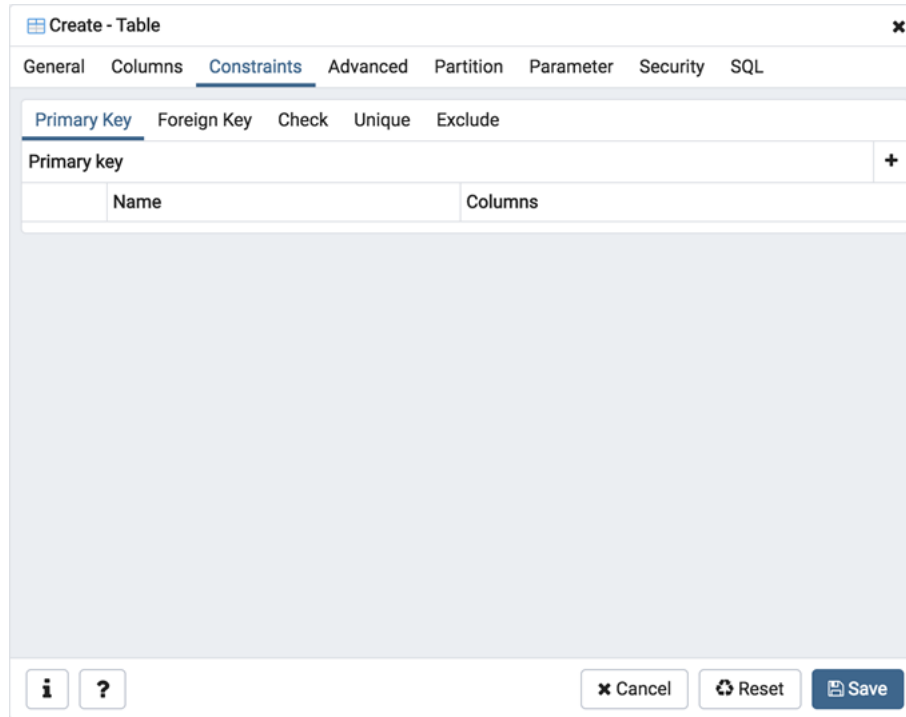 Create - Table
General Columns Constraints Advanced Partition Parameter Security SQL
Primary Key Foreign Key Check Unique Exclude
Primary key
Name Columns
i ? Cancel Reset Save